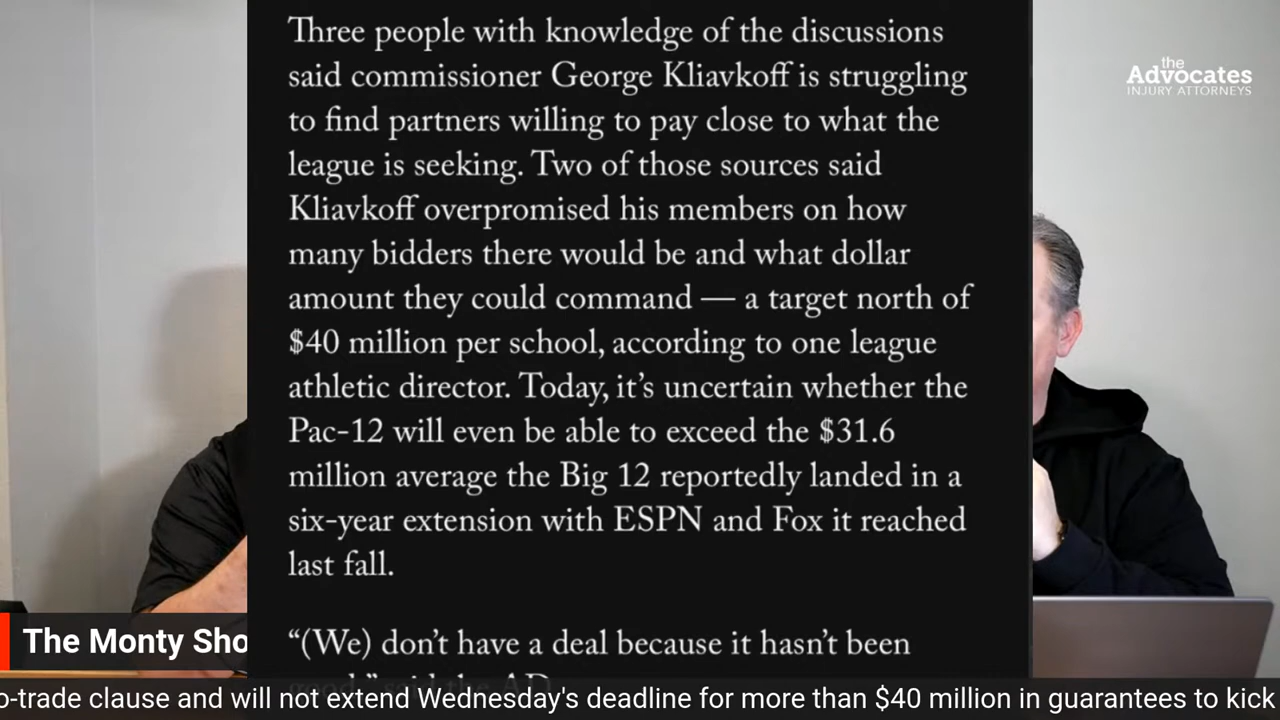 Three people with knowledge of the discussions
said commissioner George Kliavkoff is struggling
to find partners willing to pay close to what the
league is seeking. Two of those sources said
Kliavkoff overpromised his members on how
many bidders there would be and what dollar
amount they could command — a target north of
$40 million per school, according to one league
athletic director. Today, it’s uncertain whether the
Pac-12 will even be able to exceed the $31.6
million average the Big 12 reportedly landed in a
six-year extension with ESPN and Fox it reached
last fall.
“(We) don’t have a deal because it hasn’t been
good,” said the AD.
the
Advocates
INJURY ATTORNEYS
The Monty Sho
o-trade clause and will not extend Wednesday's deadline for more than $40 million in guarantees to kick